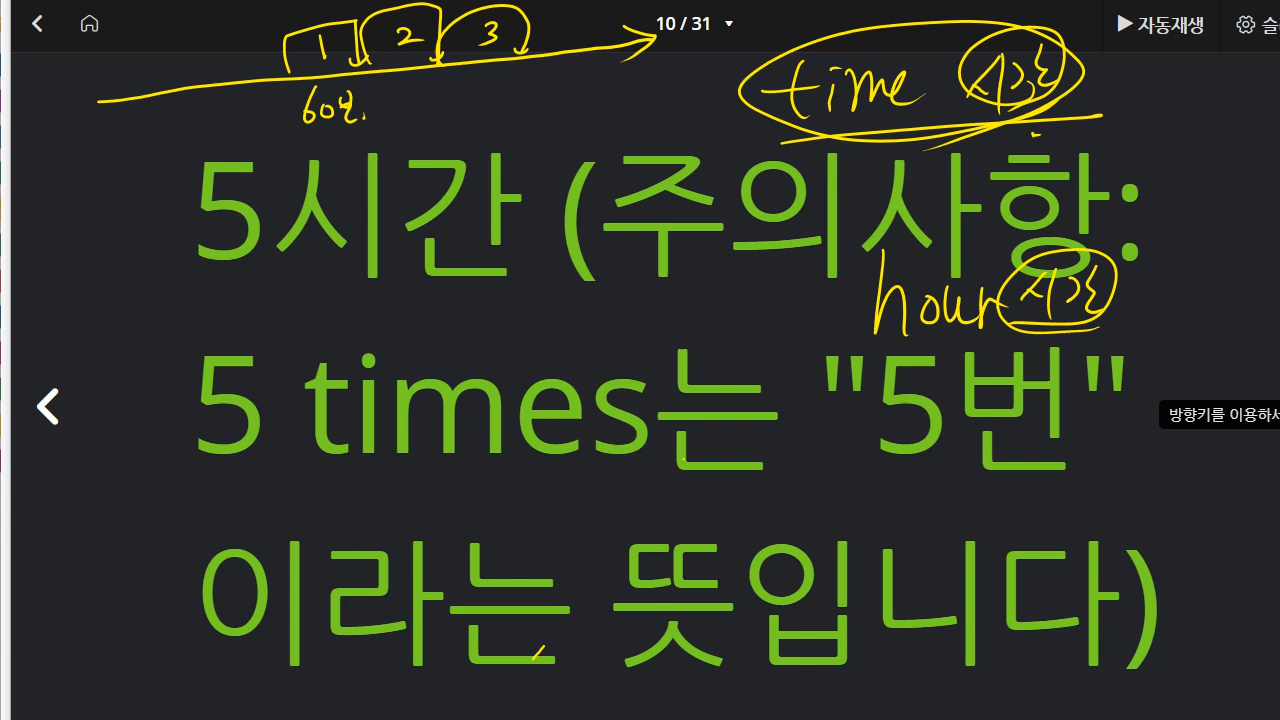 10 / 31
▶ 자동재생
슬
1 2 3
60분.
time 시간
5시간 (주의사항:
hour 시간
5 times는 "5번"
방향키를 이용하세
이라는 뜻입니다)